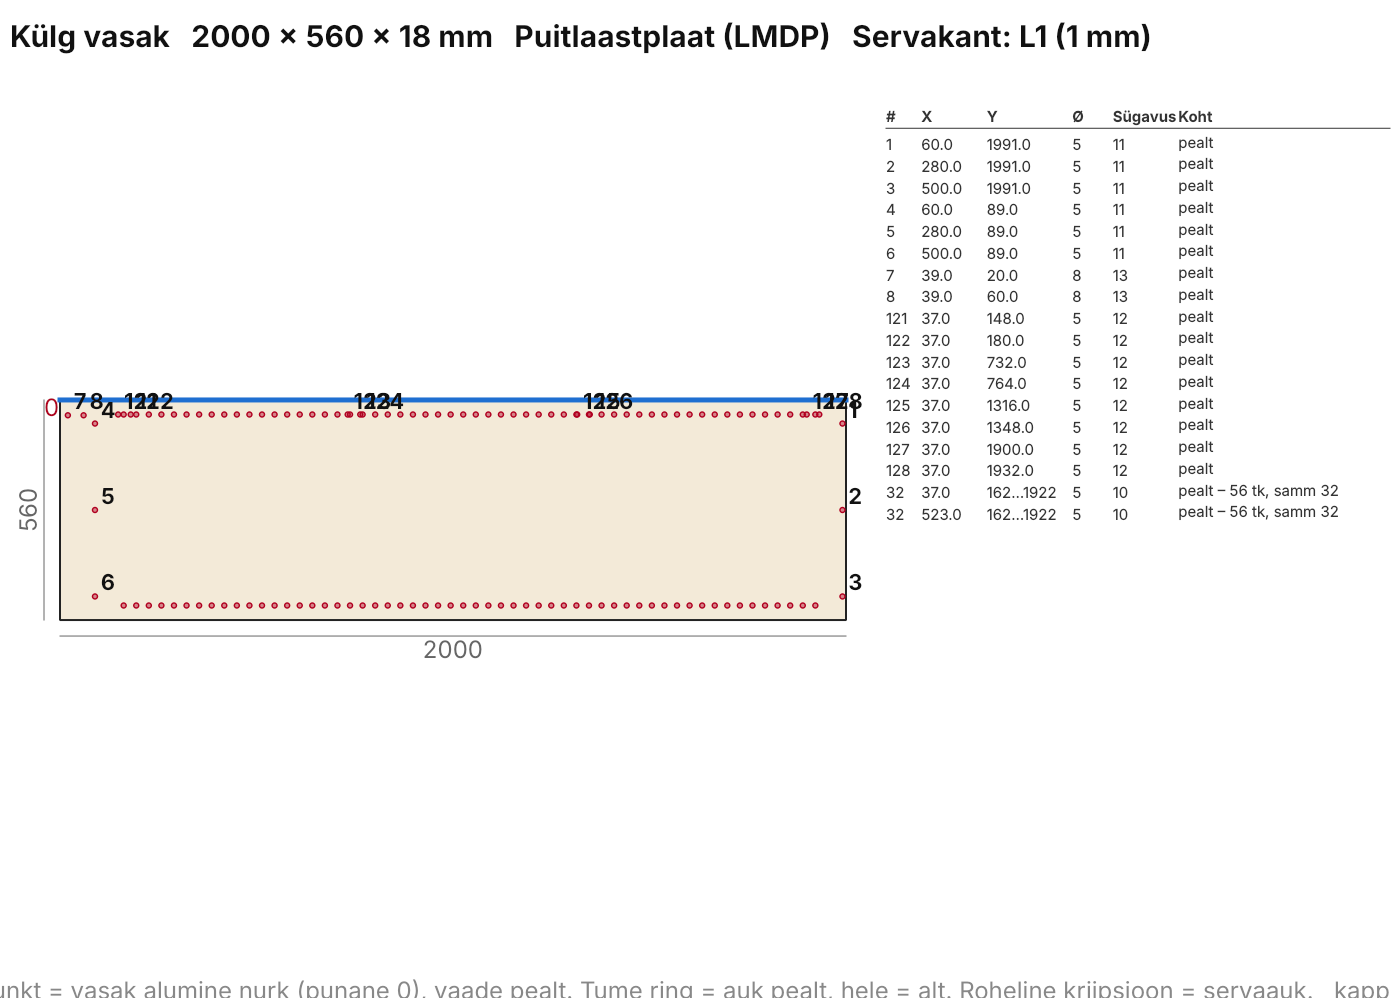 Külg vasak 2000 × 560 × 18 mm Puitlaastplaat (LMDP) Servakant: L1 (1 mm)
# X Y Ø Sügavus Koht
1 60.0 1991.0 5 11 pealt
2 280.0 1991.0 5 11 pealt
3 500.0 1991.0 5 11 pealt
4 60.0 89.0 5 11 pealt
5 280.0 89.0 5 11 pealt
6 500.0 89.0 5 11 pealt
7 39.0 20.0 8 13 pealt
8 39.0 60.0 8 13 pealt
121 37.0 148.0 5 12 pealt
122 37.0 180.0 5 12 pealt
123 37.0 732.0 5 12 pealt
124 37.0 764.0 5 12 pealt
125 37.0 1316.0 5 12 pealt
126 37.0 1348.0 5 12 pealt
127 37.0 1900.0 5 12 pealt
128 37.0 1932.0 5 12 pealt
32 37.0 162…1922 5 10 pealt – 56 tk, samm 32
32 523.0 162…1922 5 10 pealt – 56 tk, samm 32
0 7 8 4 121 122 123 124 125 126 127 128 1
5 2
560
6 3
2000
= vasak alumine nurk (punane 0), vaade pealt. Tume ring = auk pealt, hele = alt. Roheline kriipsjoon = servaauk.